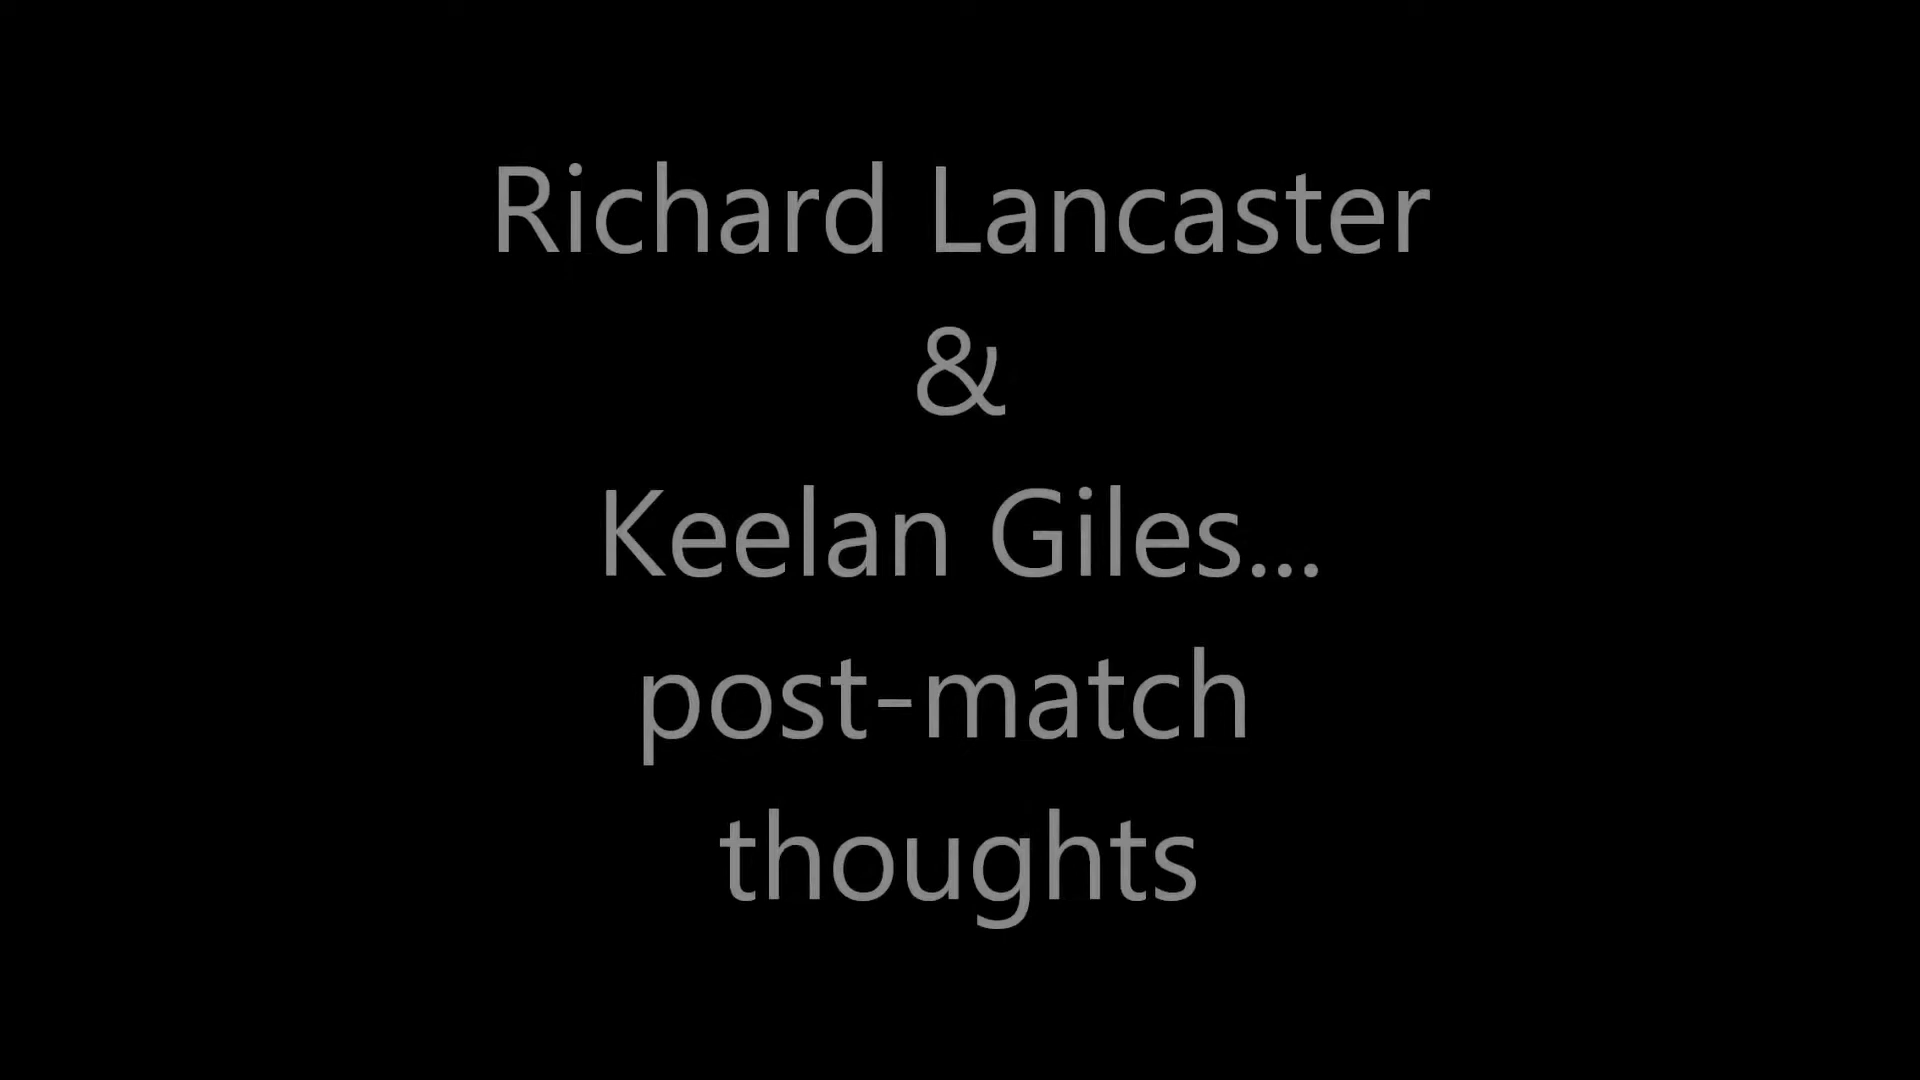 Richard Lancaster
&
Keelan Giles...
post-match
thoughts